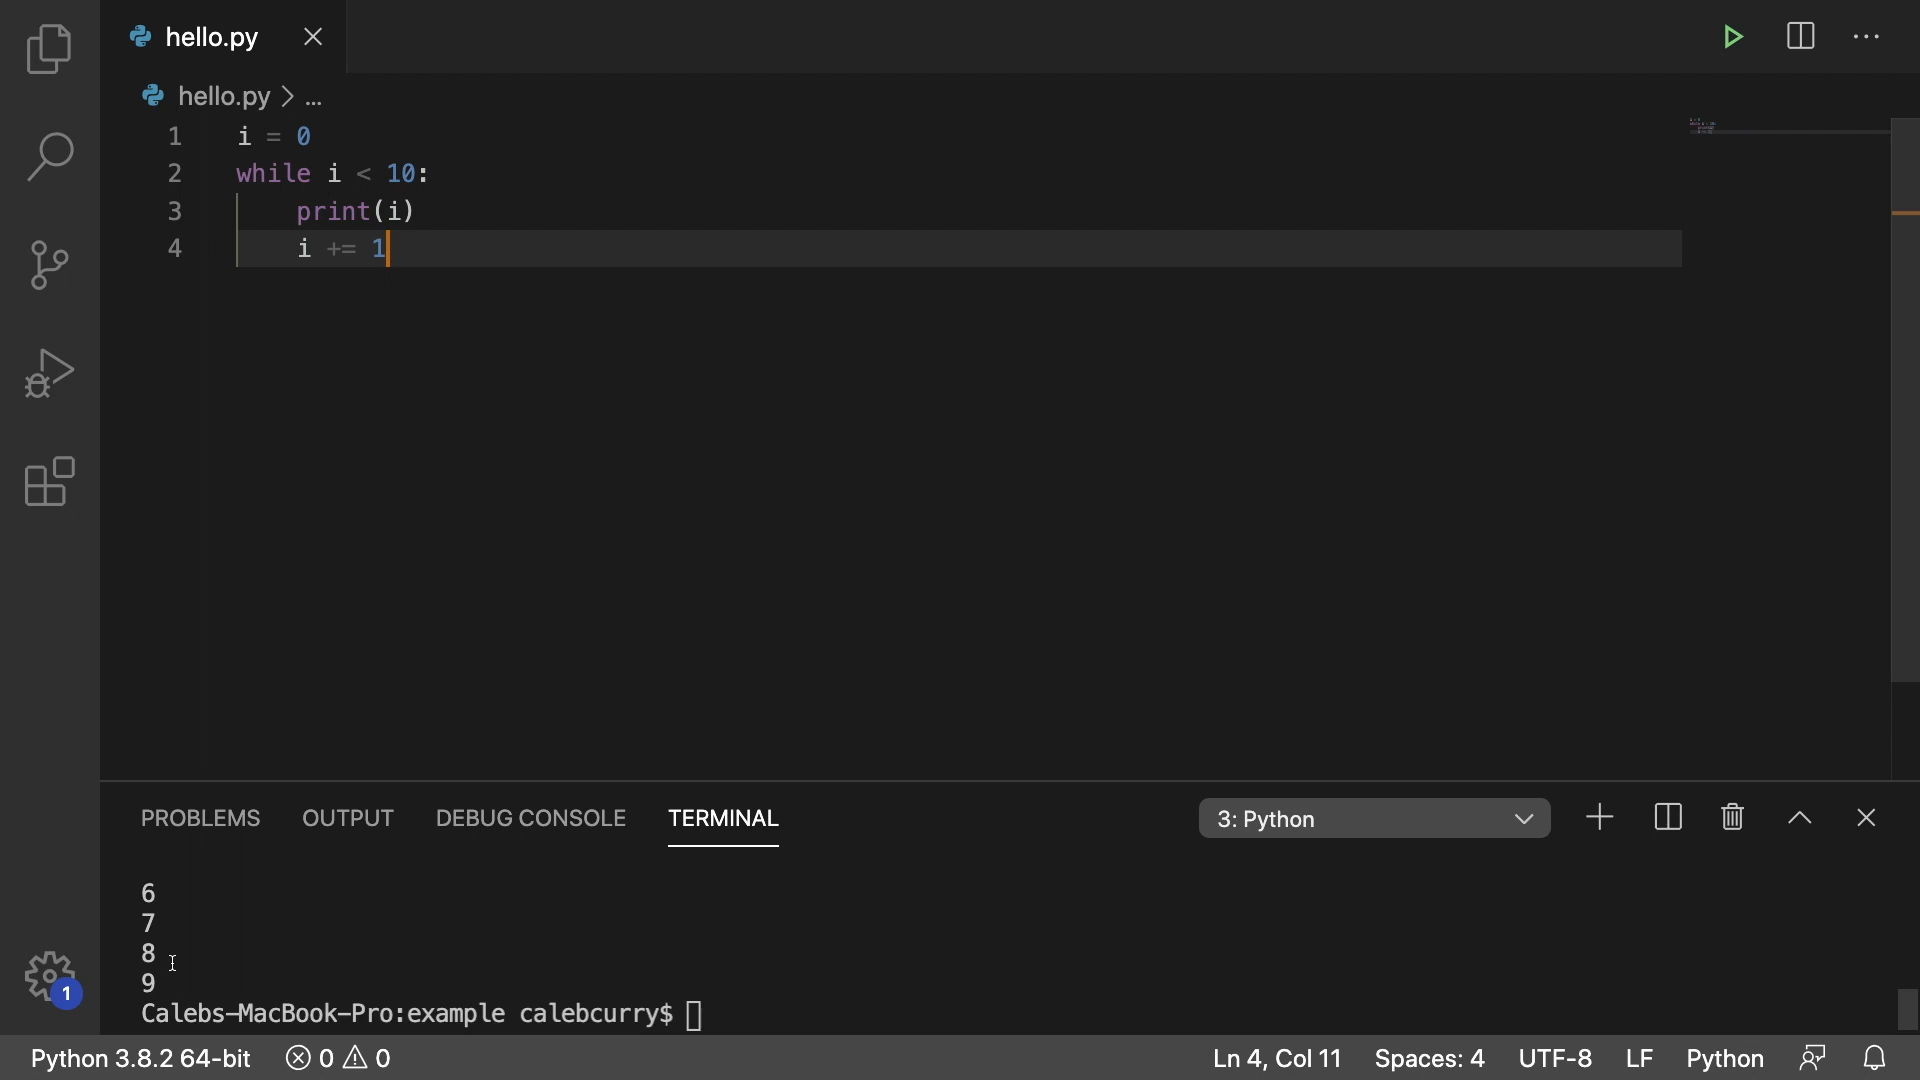 hello.py
hello.py > ...
1 i = 0
2 while i < 10:
3     print(i)
4     i += 1
PROBLEMS OUTPUT DEBUG CONSOLE TERMINAL 3: Python
6
7
8
9
Calebs-MacBook-Pro:example calebcurry$
1
Python 3.8.2 64-bit 0 0 Ln 4, Col 11 Spaces: 4 UTF-8 LF Python